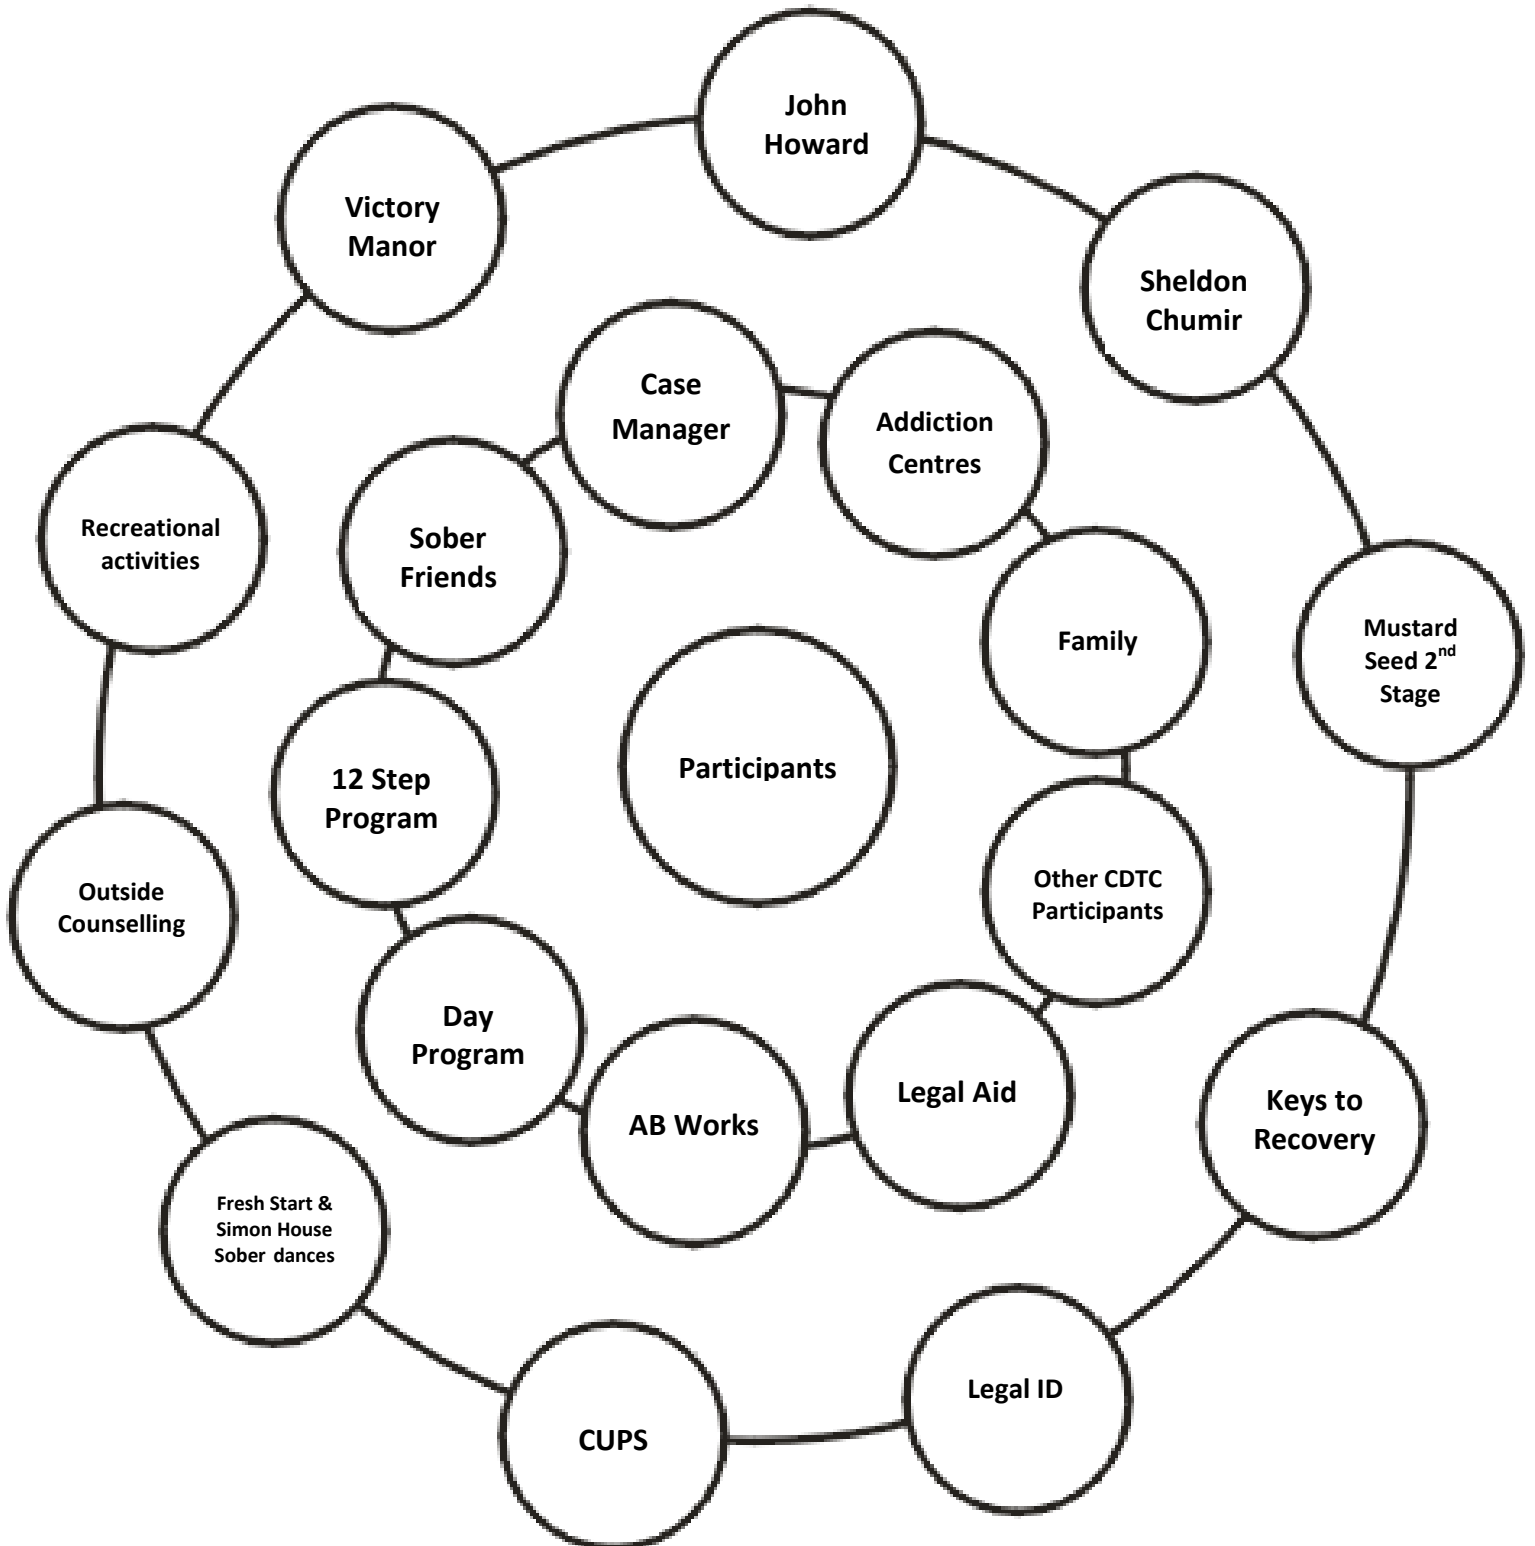 John
Howard
Victory
Manor
Sheldon
Chumir
Case
Manager
Addiction
Centres
Recreational
activities
Sober
Friends
Family
Mustard
Seed 2nd
Stage
12 Step
Program
Participants
Outside
Counselling
Other CDTC
Participants
Day
Program
AB Works
Legal Aid
Keys to
Recovery
Fresh Start &
Simon House
Sober dances
Legal ID
CUPS